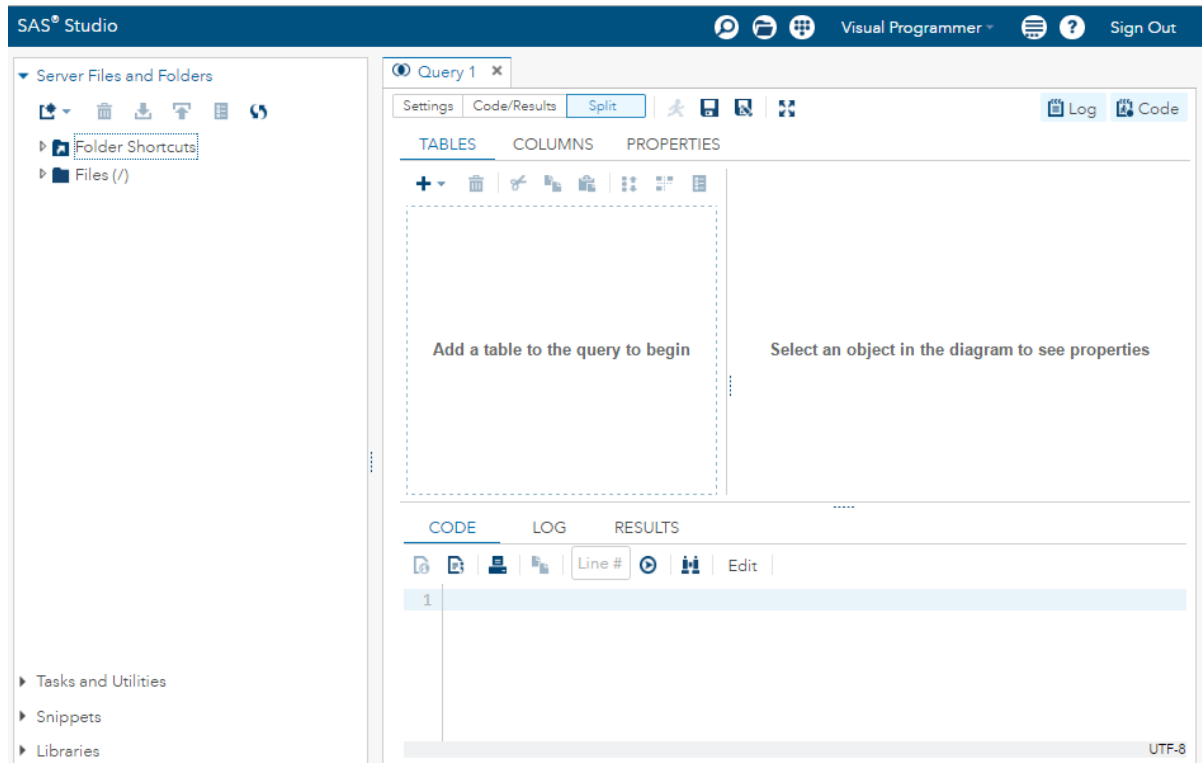 SAS® Studio
Visual Programmer
Sign Out
Server Files and Folders
Folder Shortcuts
Files (/)
Tasks and Utilities
Snippets
Libraries
Query 1
Settings Code/Results Split
Log Code
TABLES COLUMNS PROPERTIES
Add a table to the query to begin
Select an object in the diagram to see properties
CODE LOG RESULTS
Line # Edit
1
UTF-8